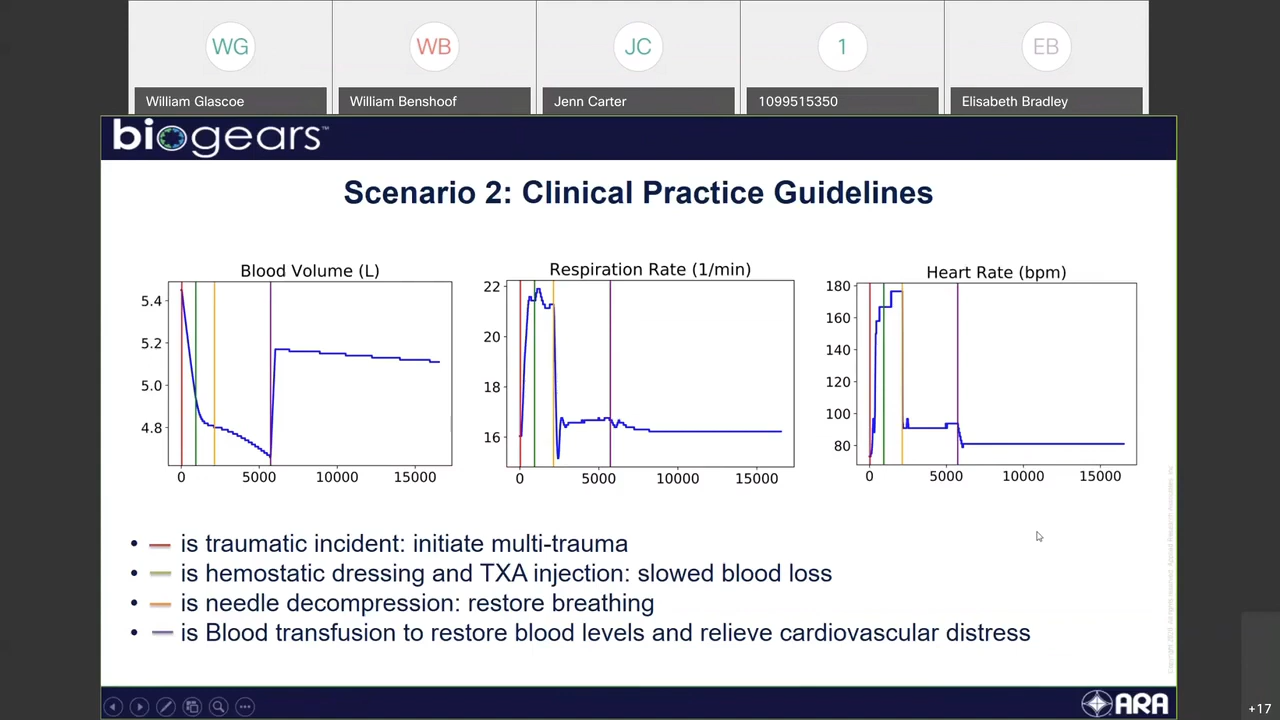 WG
WB
JC
1
EB
William Glascoe
William Benshoof
Jenn Carter
1099515350
Elisabeth Bradley
biogears™
Scenario 2: Clinical Practice Guidelines
Blood Volume (L)
5.4
5.2
5.0
4.8
0
5000
10000
15000
Respiration Rate (1/min)
22
20
18
16
0
5000
10000
15000
Heart Rate (bpm)
180
160
140
120
100
80
0
5000
10000
15000
• is traumatic incident: initiate multi-trauma
• is hemostatic dressing and TXA injection: slowed blood loss
• is needle decompression: restore breathing
• is Blood transfusion to restore blood levels and relieve cardiovascular distress
ARA
+17